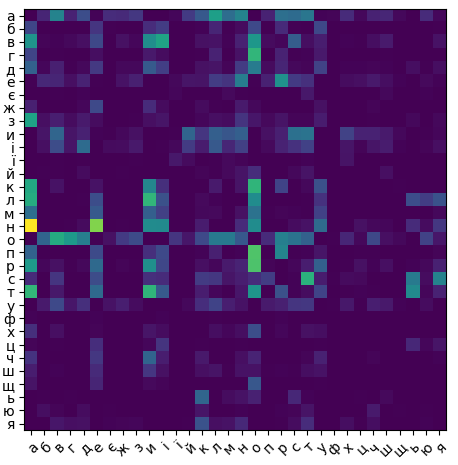 а
б
в
г
д
е
є
ж
з
и
і
ї
й
к
л
м
н
о
п
р
с
т
у
ф
х
ц
ч
ш
щ
ь
ю
я
а б в г д е є ж з и і ї й к л м н о п р с т у ф х ц ч ш щ ь ю я